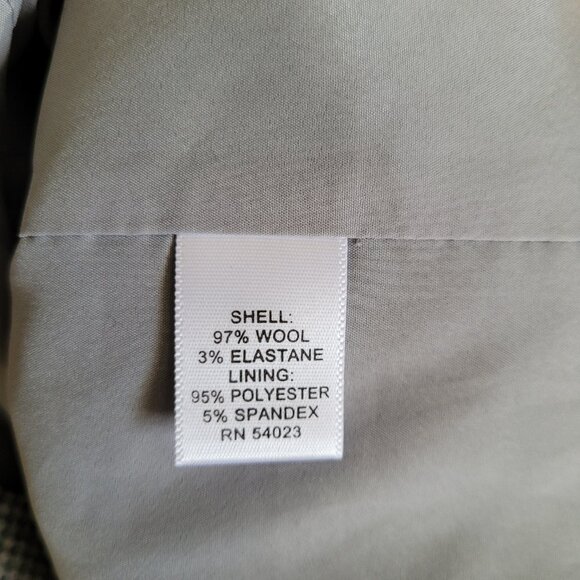 SHELL:
97% WOOL
3% ELASTANE
LINING:
95% POLYESTER
5% SPANDEX
RN 54023